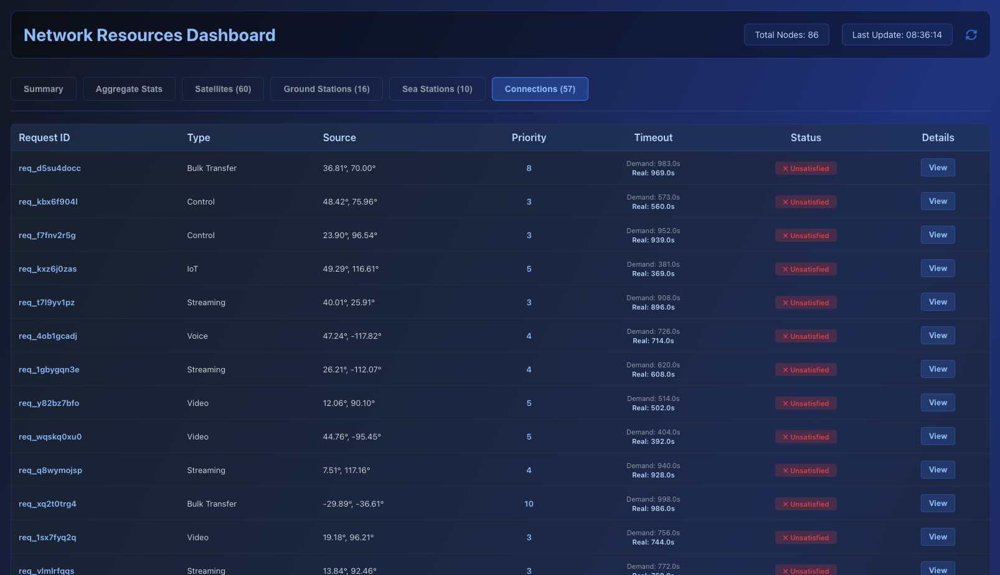 Network Resources Dashboard
Total Nodes: 86
Last Update: 08:36:14
Summary
Aggregate Stats
Satellites (60)
Ground Stations (16)
Sea Stations (10)
Connections (57)
Request ID Type Source Priority Timeout Status Details
req_d5su4docc Bulk Transfer 36.81°, 70.00° 8 Demand: 983.0s
Real: 969.0s ✕ Unsatisfied View
req_kbx6f904l Control 48.42°, 75.96° 3 Demand: 573.0s
Real: 560.0s ✕ Unsatisfied View
req_f7fnv2r5g Control 23.90°, 96.54° 3 Demand: 952.0s
Real: 939.0s ✕ Unsatisfied View
req_kxz6j0zas IoT 49.29°, 116.61° 5 Demand: 381.0s
Real: 369.0s ✕ Unsatisfied View
req_t7l9yv1pz Streaming 40.01°, 25.91° 3 Demand: 908.0s
Real: 896.0s ✕ Unsatisfied View
req_4ob1gcadj Voice 47.24°, -117.82° 4 Demand: 726.0s
Real: 714.0s ✕ Unsatisfied View
req_1gbygqn3e Streaming 26.21°, -112.07° 4 Demand: 620.0s
Real: 608.0s ✕ Unsatisfied View
req_y82bz7bfo Video 12.06°, 90.10° 5 Demand: 514.0s
Real: 502.0s ✕ Unsatisfied View
req_wqskq0xu0 Video 44.76°, -95.45° 5 Demand: 404.0s
Real: 392.0s ✕ Unsatisfied View
req_q8wymojsp Streaming 7.51°, 117.16° 4 Demand: 940.0s
Real: 928.0s ✕ Unsatisfied View
req_xq2t0trg4 Bulk Transfer -29.89°, -36.61° 10 Demand: 998.0s
Real: 986.0s ✕ Unsatisfied View
req_1sx7fyq2q Video 19.18°, 96.21° 3 Demand: 756.0s
Real: 744.0s ✕ Unsatisfied View
req_vlmlrfqqs Streaming 13.84°, 92.46° 3 Demand: 772.0s
Real: 760.0s ✕ Unsatisfied View